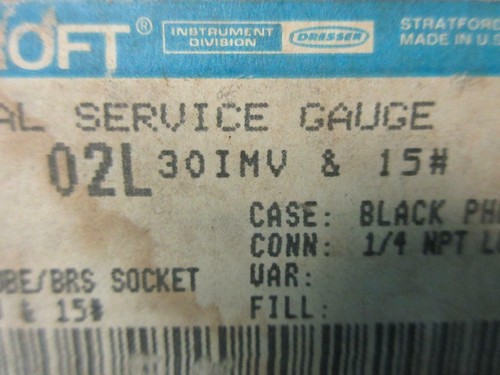 OFT® INSTRUMENT DIVISION DRESSER STRATFORD MADE IN U.S
AL SERVICE GAUGE
02L 30IMV & 15#
CASE: BLACK PH
CONN: 1/4 NPT L
UBE/BRS SOCKET VAR:
& 15# FILL: